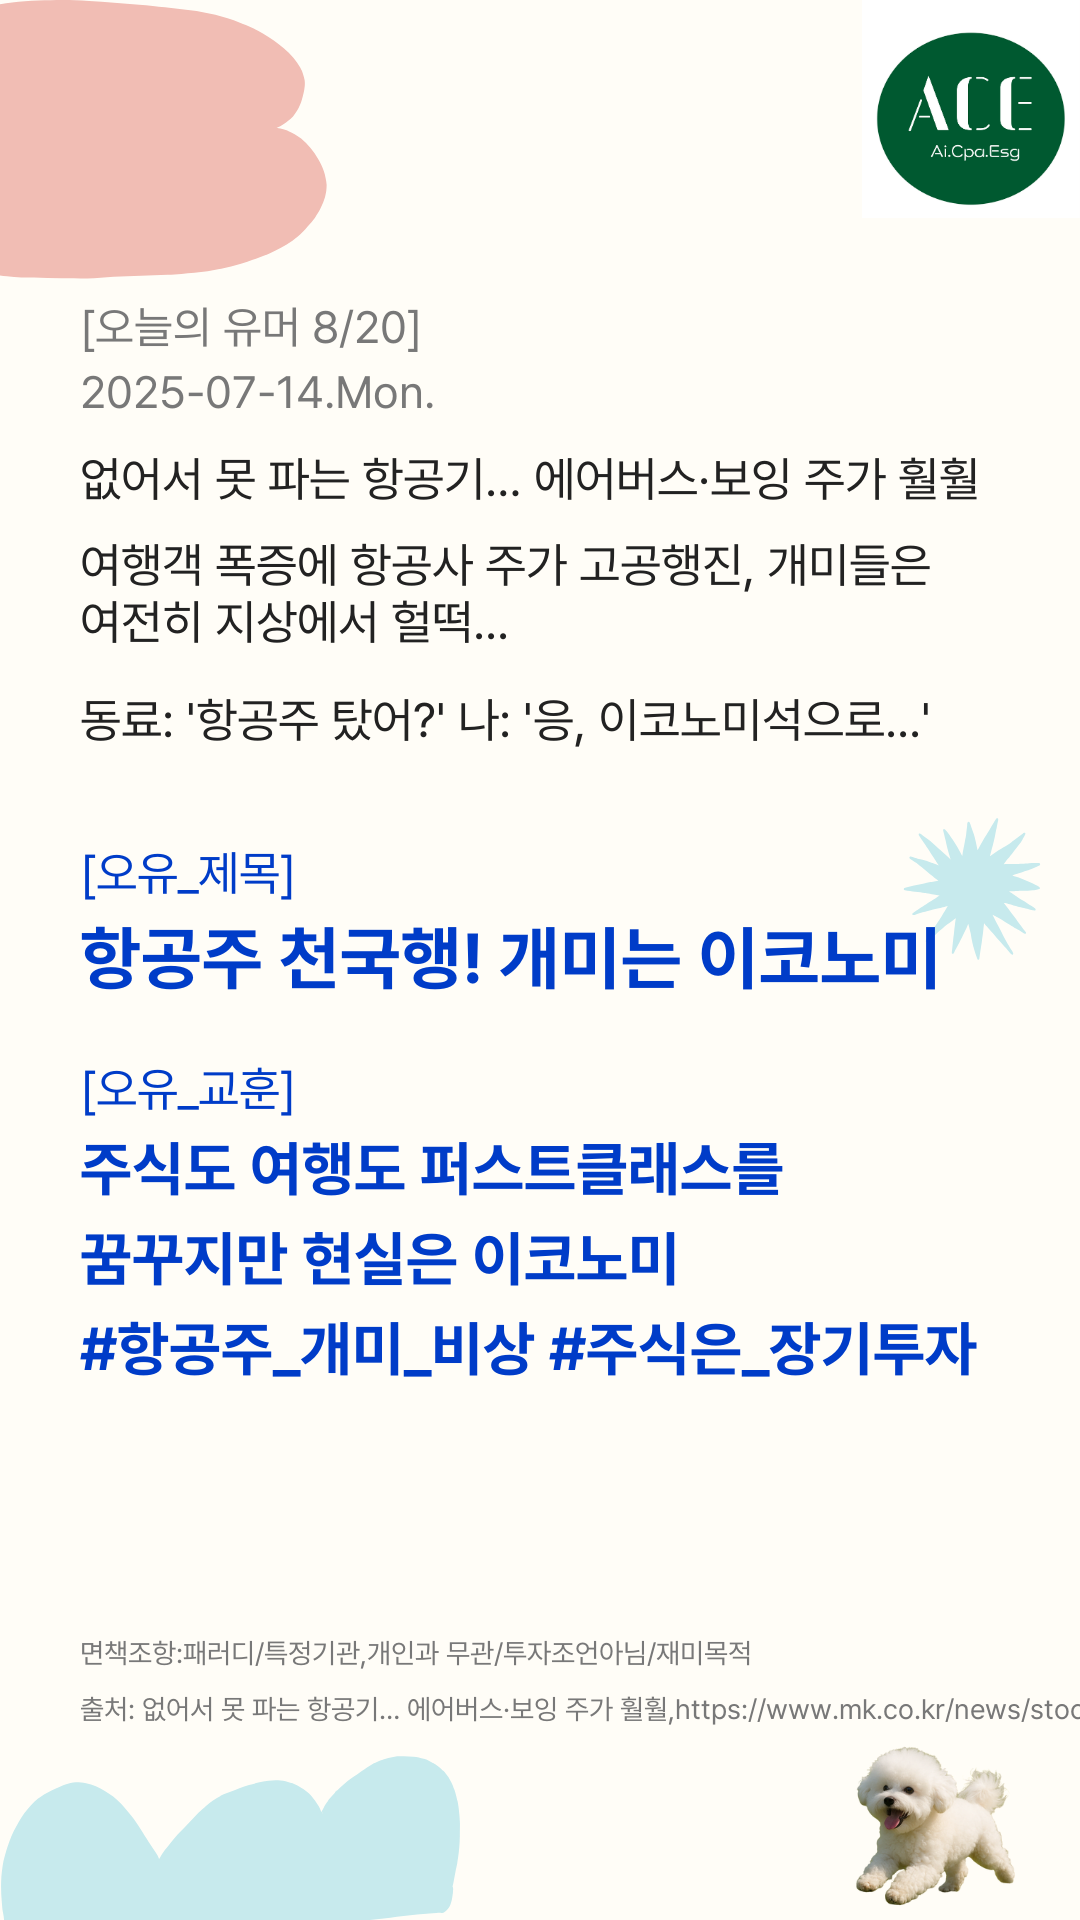 ACE
Ai.Cpa.Esg
[오늘의 유머 8/20]
2025-07-14.Mon.
없어서 못 파는 항공기... 에어버스·보잉 주가 훨훨
여행객 폭증에 항공사 주가 고공행진, 개미들은
여전히 지상에서 헐떡...
동료: '항공주 탔어?' 나: '응, 이코노미석으로...'
[오유_제목]
항공주 천국행! 개미는 이코노미
[오유_교훈]
주식도 여행도 퍼스트클래스를
꿈꾸지만 현실은 이코노미
#항공주_개미_비상 #주식은_장기투자
면책조항:패러디/특정기관,개인과 무관/투자조언아님/재미목적
출처: 없어서 못 파는 항공기... 에어버스·보잉 주가 훨훨,https://www.mk.co.kr/news/stoc